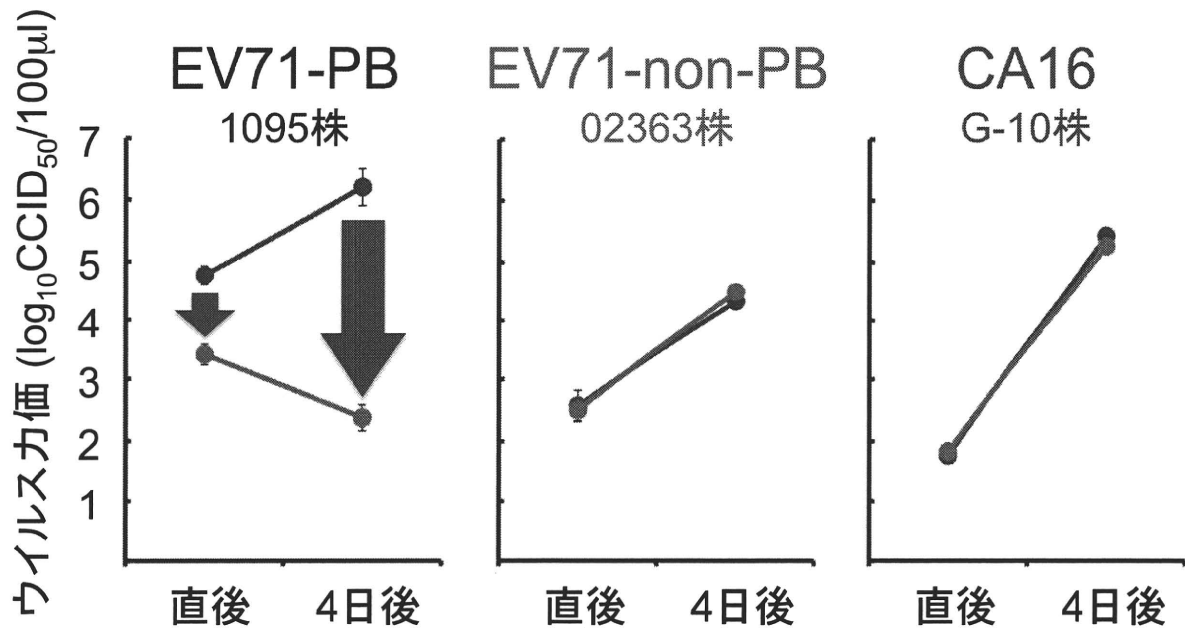 ウイルス力価 (log10CCID50/100μl)
EV71-PB
1095株
EV71-non-PB
02363株
CA16
G-10株
7
6
5
4
3
2
1
直後 4日後
直後 4日後
直後 4日後